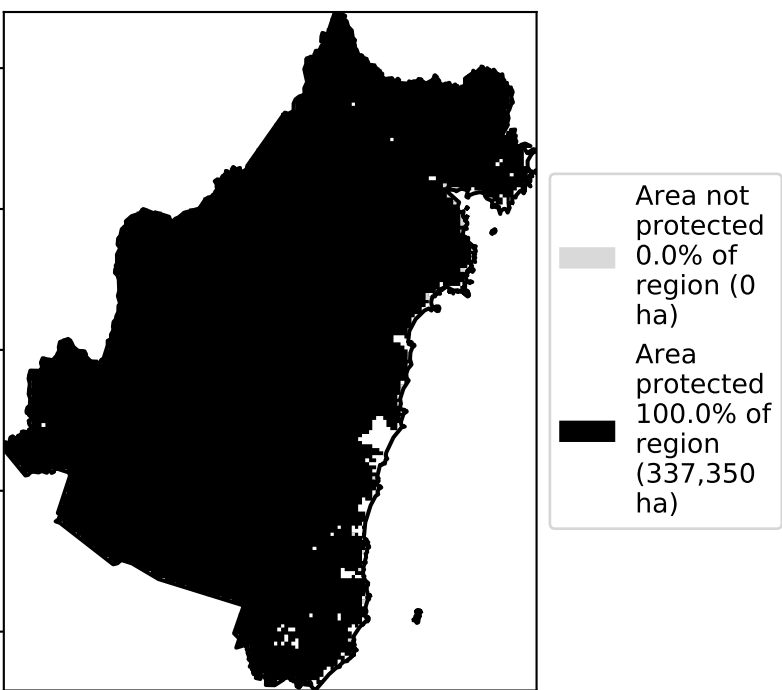 Area not
protected
0.0% of
region (0
ha)
Area
protected
100.0% of
region
(337,350
ha)